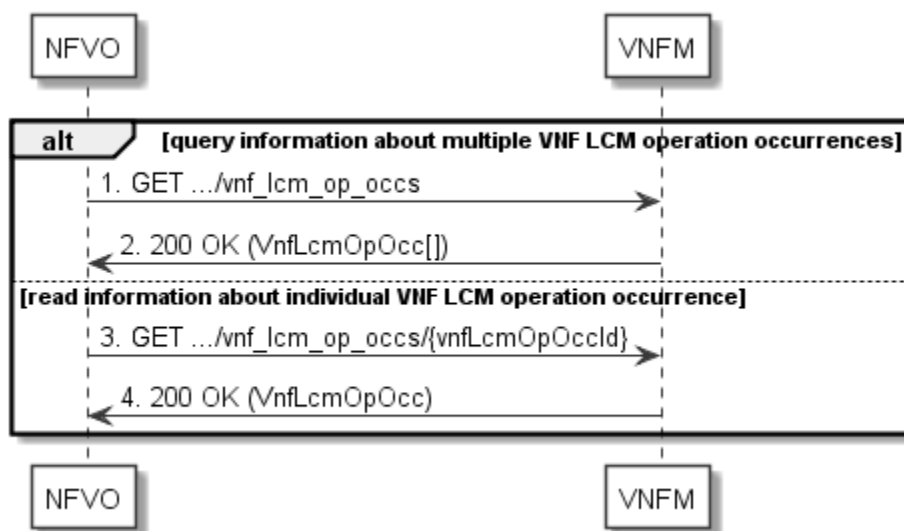 NFVO VNFM
alt [query information about multiple VNF LCM operation occurrences]
1. GET .../vnf_lcm_op_occs
2. 200 OK (VnfLcmOpOcc[])
[read information about individual VNF LCM operation occurrence]
3. GET .../vnf_lcm_op_occs/{vnfLcmOpOccId}
4. 200 OK (VnfLcmOpOcc)
NFVO VNFM